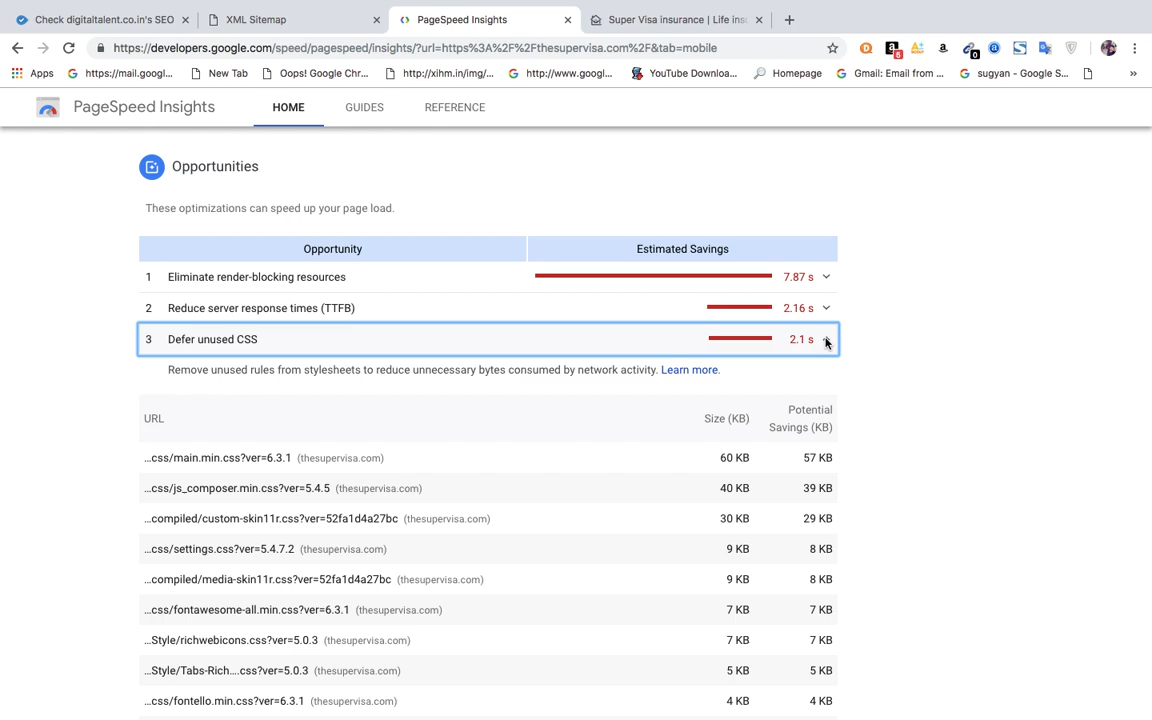 Check digitaltalent.co.in's SEO
XML Sitemap
PageSpeed Insights
Super Visa insurance | Life ins
https://developers.google.com/speed/pagespeed/insights/?url=https%3A%2F%2Fthesupervisa.com%2F&tab=mobile
Apps
https://mail.googl...
New Tab
Oops! Google Chr...
http://xihm.in/img/...
http://www.googl...
YouTube Downloa...
Homepage
Gmail: Email from ...
sugyan - Google S...
»
PageSpeed Insights
HOME
GUIDES
REFERENCE
Opportunities
These optimizations can speed up your page load.
Opportunity Estimated Savings
1 Eliminate render-blocking resources 7.87 s
2 Reduce server response times (TTFB) 2.16 s
3 Defer unused CSS 2.1 s
Remove unused rules from stylesheets to reduce unnecessary bytes consumed by network activity. Learn more.
URL Size (KB) Potential Savings (KB)
…css/main.min.css?ver=6.3.1 (thesupervisa.com) 60 KB 57 KB
…css/js_composer.min.css?ver=5.4.5 (thesupervisa.com) 40 KB 39 KB
…compiled/custom-skin11r.css?ver=52fa1d4a27bc (thesupervisa.com) 30 KB 29 KB
…css/settings.css?ver=5.4.7.2 (thesupervisa.com) 9 KB 8 KB
…compiled/media-skin11r.css?ver=52fa1d4a27bc (thesupervisa.com) 9 KB 8 KB
…css/fontawesome-all.min.css?ver=6.3.1 (thesupervisa.com) 7 KB 7 KB
…Style/richwebicons.css?ver=5.0.3 (thesupervisa.com) 7 KB 7 KB
…Style/Tabs-Rich….css?ver=5.0.3 (thesupervisa.com) 5 KB 5 KB
…css/fontello.min.css?ver=6.3.1 (thesupervisa.com) 4 KB 4 KB